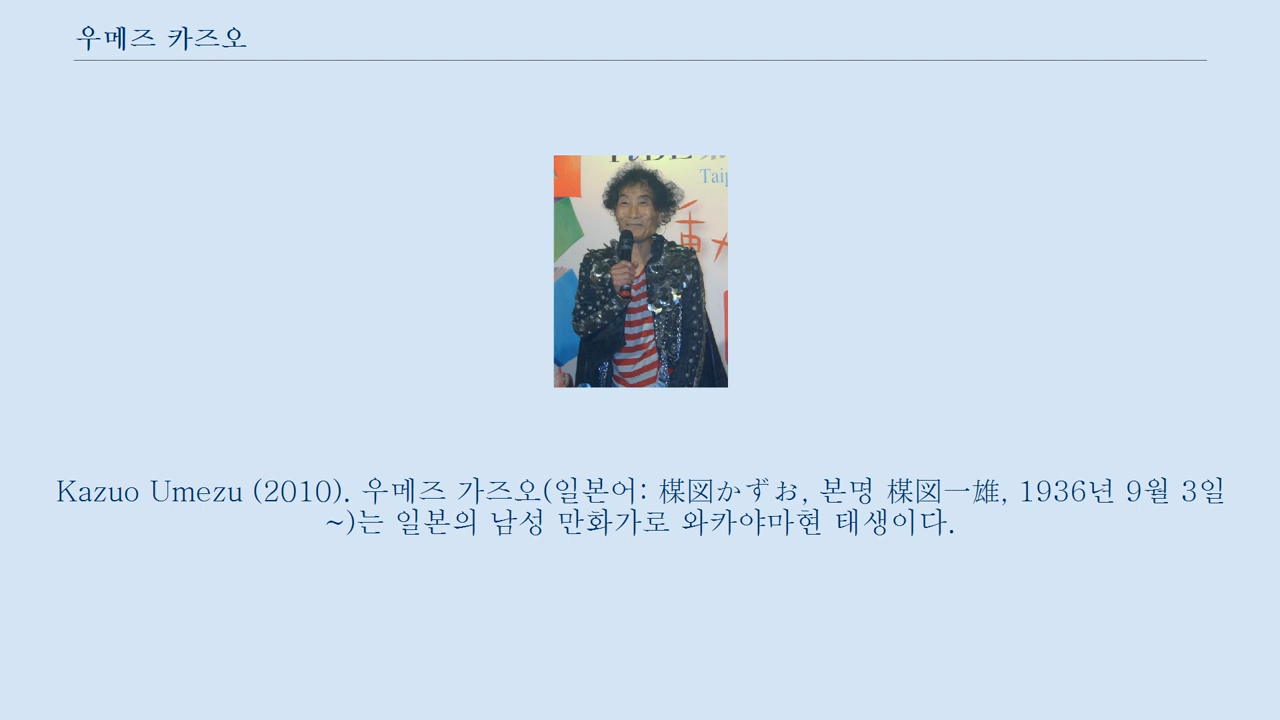 우메즈 카즈오
Taip
Kazuo Umezu (2010). 우메즈 가즈오(일본어: 楳図かずお, 본명 楳図一雄, 1936년 9월 3일
~)는 일본의 남성 만화가로 와카야마현 태생이다.